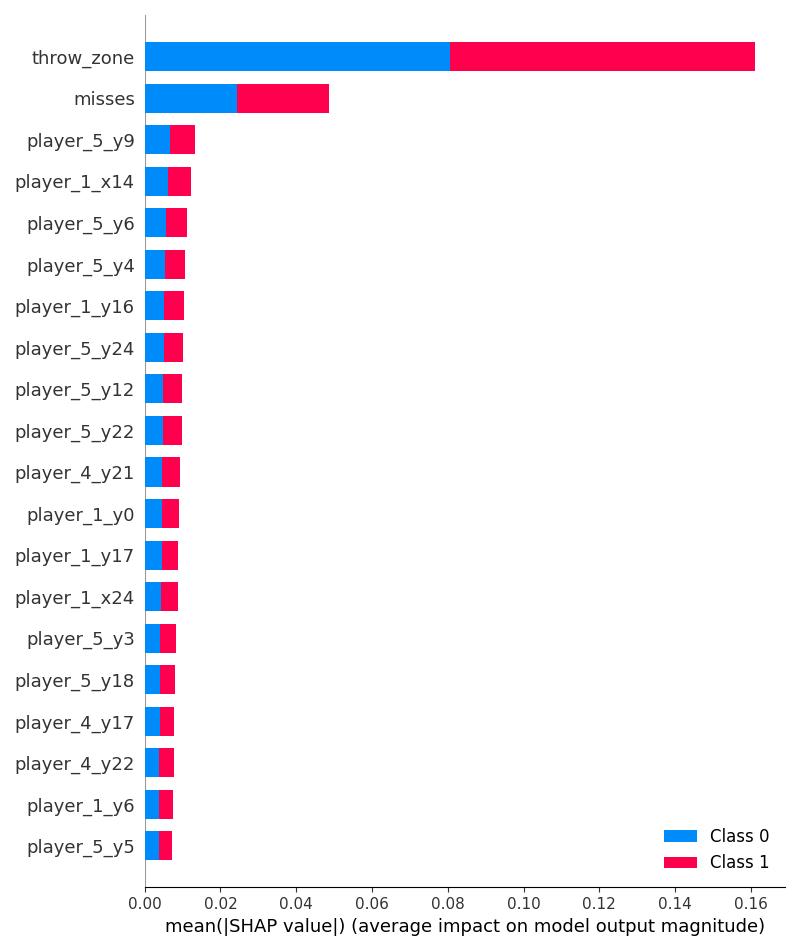 throw_zone
misses
player_5_y9
player_1_x14
player_5_y6
player_5_y4
player_1_y16
player_5_y24
player_5_y12
player_5_y22
player_4_y21
player_1_y0
player_1_y17
player_1_x24
player_5_y3
player_5_y18
player_4_y17
player_4_y22
player_1_y6
player_5_y5
Class 0
Class 1
0.00 0.02 0.04 0.06 0.08 0.10 0.12 0.14 0.16
mean(|SHAP value|) (average impact on model output magnitude)